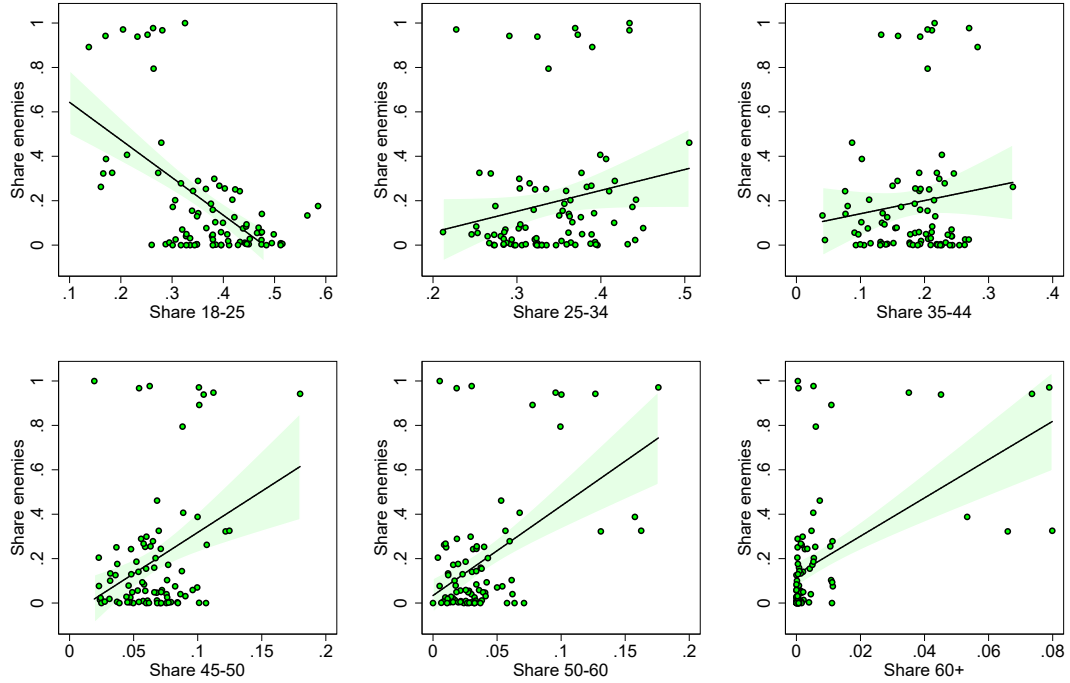 Share enemies
1
.8
.6
.4
.2
0
.1 .2 .3 .4 .5 .6
Share 18-25
Share enemies
1
.8
.6
.4
.2
0
.2 .3 .4 .5
Share 25-34
Share enemies
1
.8
.6
.4
.2
0
0 .1 .2 .3 .4
Share 35-44
Share enemies
1
.8
.6
.4
.2
0
0 .05 .1 .15 .2
Share 45-50
Share enemies
1
.8
.6
.4
.2
0
0 .05 .1 .15 .2
Share 50-60
Share enemies
1
.8
.6
.4
.2
0
0 .02 .04 .06 .08
Share 60+